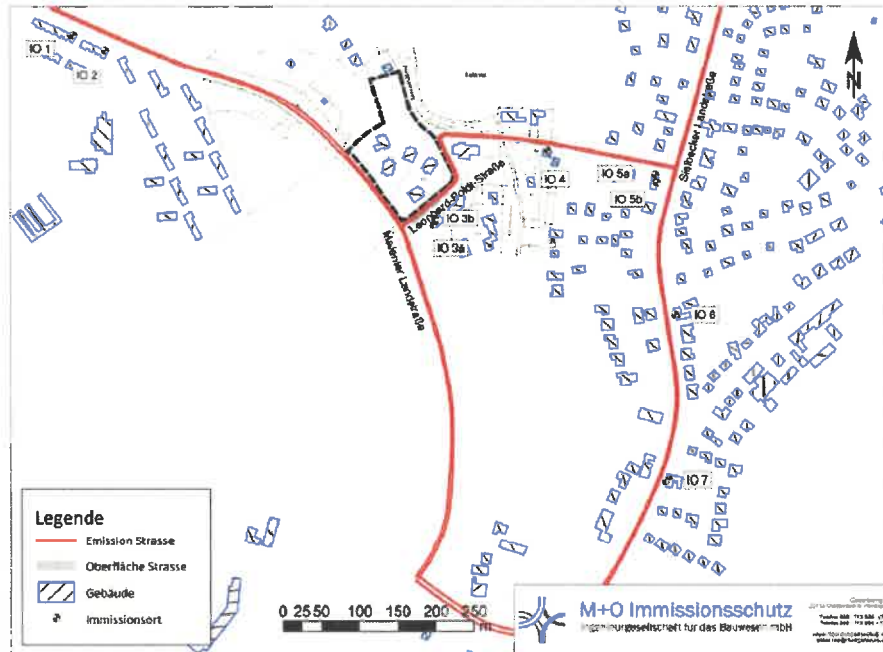 IO 1
IO 2
N
Sielbecker Landstraße
IO 4
IO 5a
IO 5b
Leonhard-Boldt-Straße
IO 3b
IO 3a
Malenter Landstraße
IO 6
IO 7
Legende
Emission Strasse
Oberfläche Strasse
Gebäude
Immissionsort
0 25 50 100 150 200 250
m
M+O Immissionsschutz
Ingenieurgesellschaft für das Bauwesen mbH